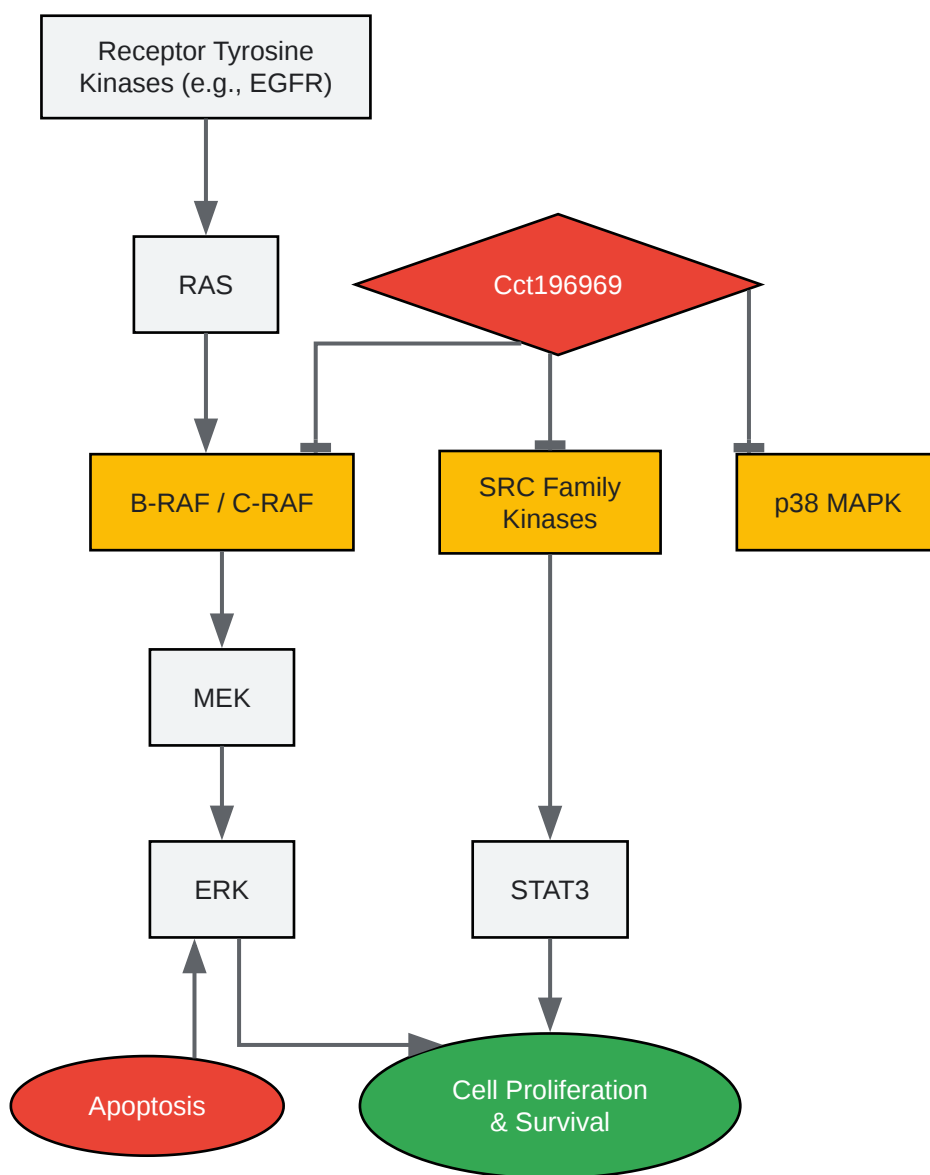 Receptor Tyrosine
Kinases (e.g., EGFR)
RAS
Cct196969
B-RAF / C-RAF
SRC Family
Kinases
p38 MAPK
MEK
ERK
STAT3
Apoptosis
Cell Proliferation
& Survival